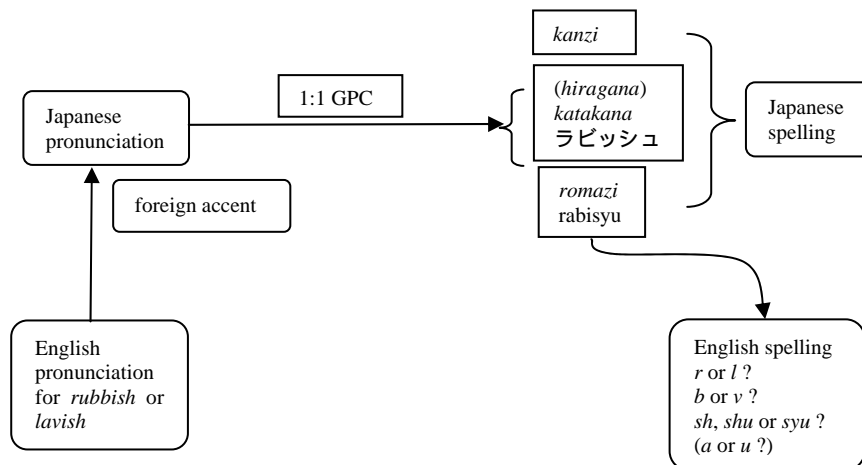 kanzi
1:1 GPC
(hiragana)
katakana
ラビッシュ
Japanese
pronunciation
Japanese
spelling
foreign accent
romazi
rabisyu
English
pronunciation
for rubbish or
lavish
English spelling
r or l ?
b or v ?
sh, shu or syu ?
(a or u ?)